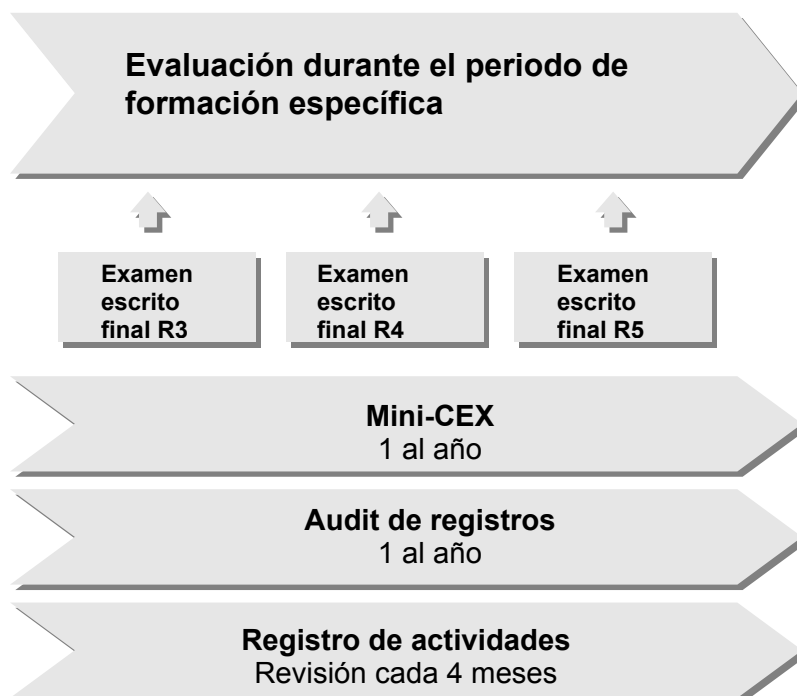 Evaluación durante el periodo de
formación específica
Examen
escrito
final R3
Examen
escrito
final R4
Examen
escrito
final R5
Mini-CEX
1 al año
Audit de registros
1 al año
Registro de actividades
Revisión cada 4 meses